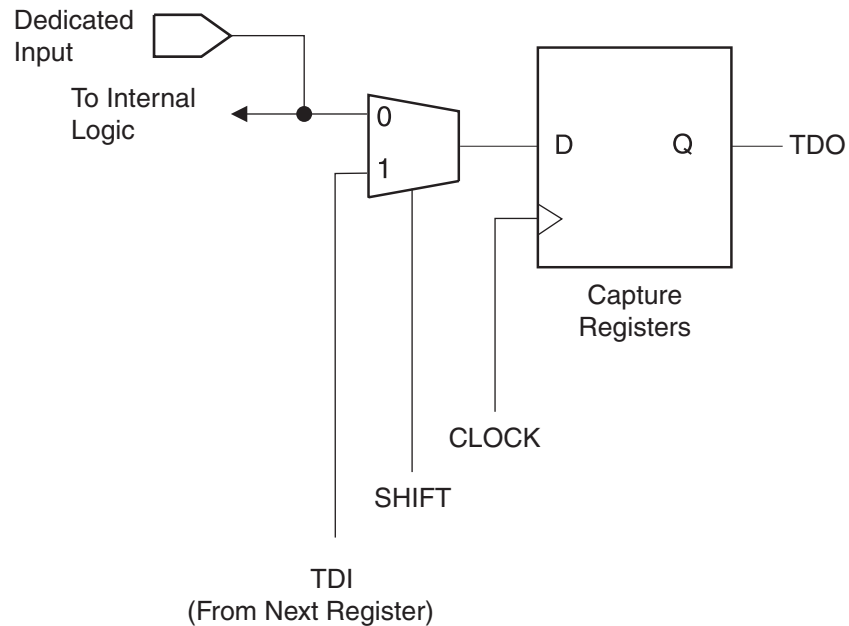 Dedicated
Input
To Internal
Logic
0
1
D
Q
TDO
Capture
Registers
CLOCK
SHIFT
TDI
(From Next Register)